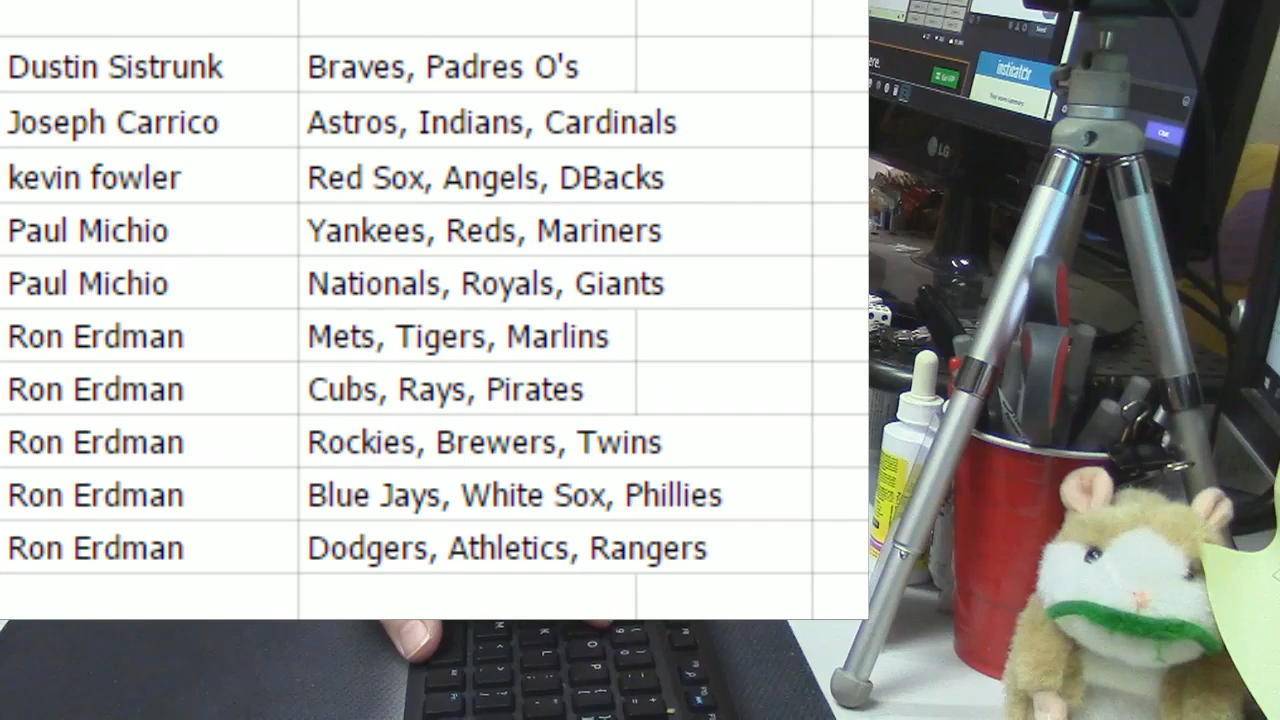 Dustin Sistrunk Braves, Padres O's
Joseph Carrico Astros, Indians, Cardinals
kevin fowler Red Sox, Angels, DBacks
Paul Michio Yankees, Reds, Mariners
Paul Michio Nationals, Royals, Giants
Ron Erdman Mets, Tigers, Marlins
Ron Erdman Cubs, Rays, Pirates
Ron Erdman Rockies, Brewers, Twins
Ron Erdman Blue Jays, White Sox, Phillies
Ron Erdman Dodgers, Athletics, Rangers
insticator
LG